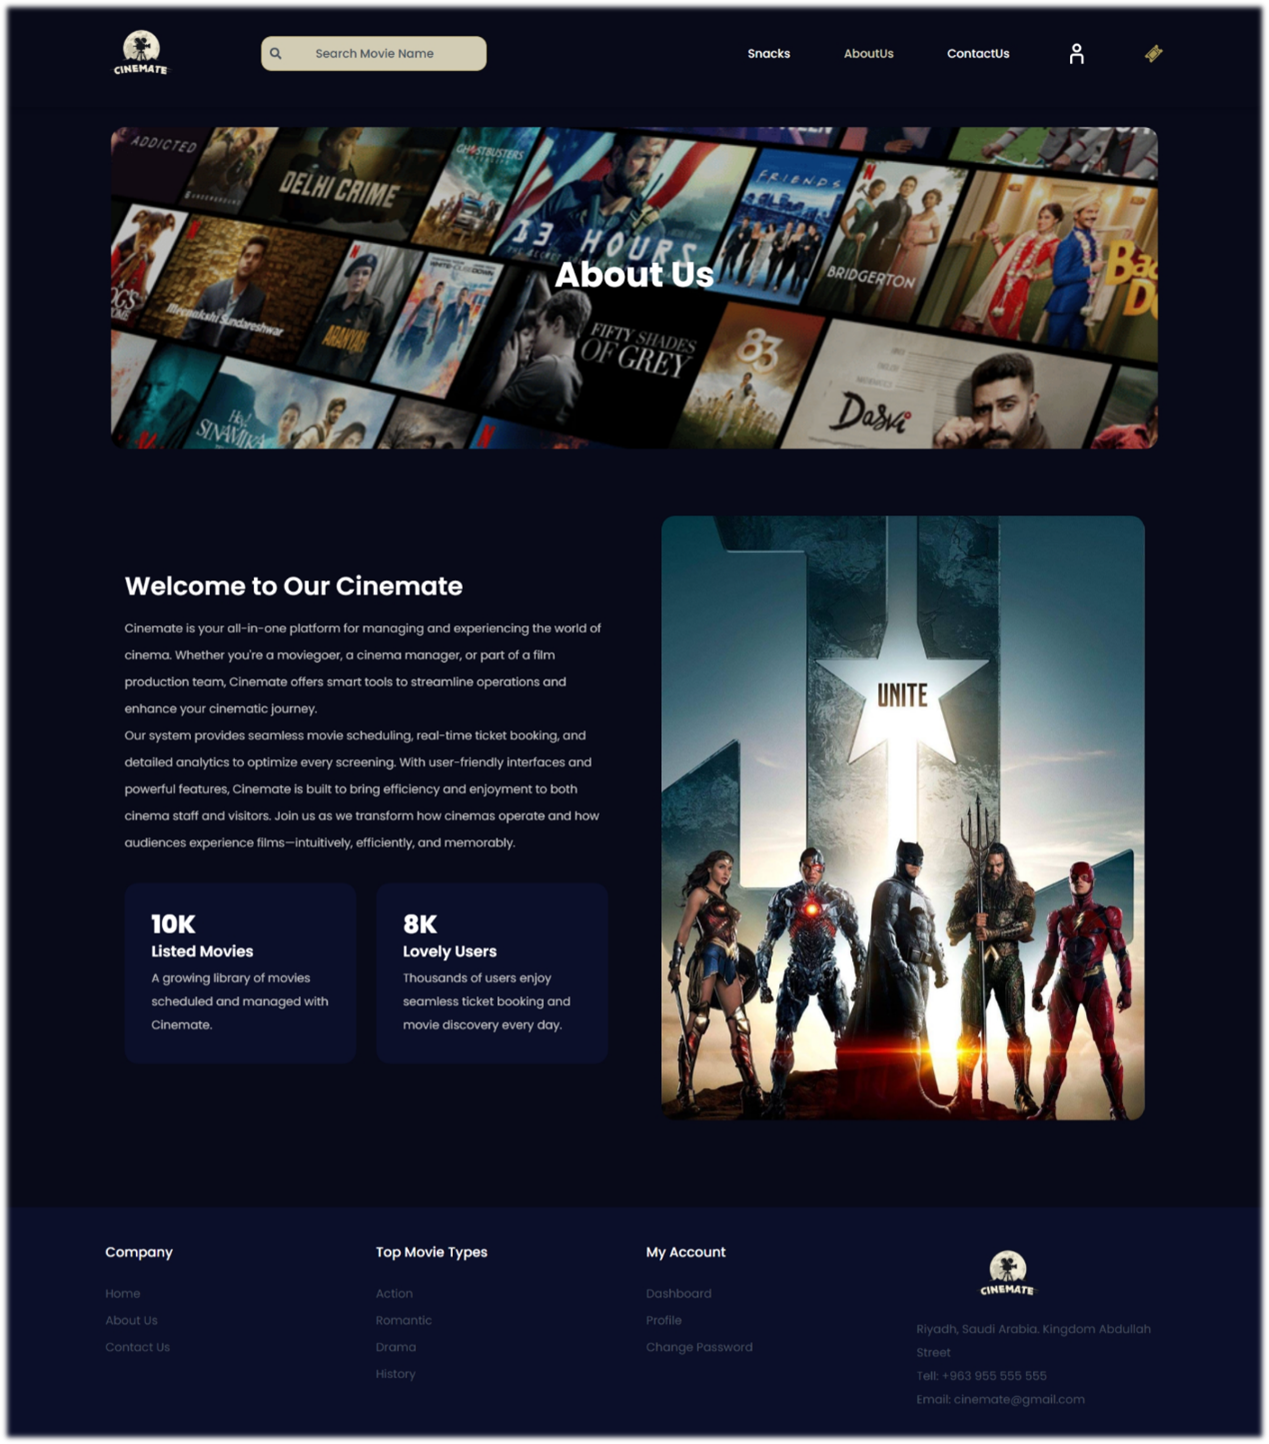 CINEMATE
Search Movie Name
Snacks
AboutUs
ContactUs
ADDICTED
DELHI CRIME
GHOSTBUSTERS
13 HOURS
FRIENDS
BRIDGERTON
About Us
Meenakshi Sundareshwar
ARANYAK
WHITE HOUSE DOWN
FIFTY SHADES
OF GREY
83
Dasvi
Hey!
SINAMIKA
UNITE
Welcome to Our Cinemate
Cinemate is your all-in-one platform for managing and experiencing the world of
cinema. Whether you're a moviegoer, a cinema manager, or part of a film
production team, Cinemate offers smart tools to streamline operations and
enhance your cinematic journey.
Our system provides seamless movie scheduling, real-time ticket booking, and
detailed analytics to optimize every screening. With user-friendly interfaces and
powerful features, Cinemate is built to bring efficiency and enjoyment to both
cinema staff and visitors. Join us as we transform how cinemas operate and how
audiences experience films—intuitively, efficiently, and memorably.
10K
Listed Movies
A growing library of movies
scheduled and managed with
Cinemate.
8K
Lovely Users
Thousands of users enjoy
seamless ticket booking and
movie discovery every day.
Company
Home
About Us
Contact Us
Top Movie Types
Action
Romantic
Drama
History
My Account
Dashboard
Profile
Change Password
CINEMATE
Riyadh, Saudi Arabia. Kingdom Abdullah
Street
Tell: +963 955 555 555
Email: cinemate@gmail.com